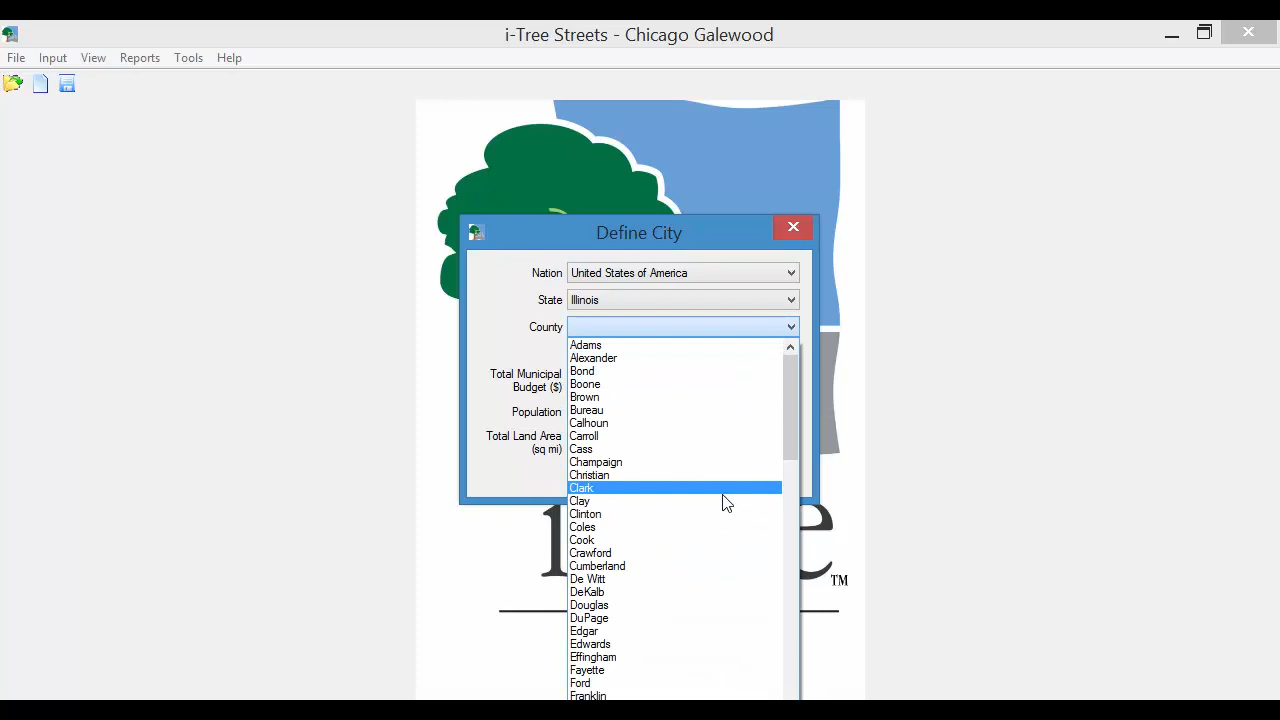 i-Tree Streets - Chicago Galewood
File Input View Reports Tools Help
Define City
Nation United States of America
State Illinois
County
Adams
Alexander
Bond
Boone
Brown
Bureau
Calhoun
Carroll
Cass
Champaign
Christian
Clark
Clay
Clinton
Coles
Cook
Crawford
Cumberland
De Witt
DeKalb
Douglas
DuPage
Edgar
Edwards
Effingham
Fayette
Ford
Franklin
Total Municipal
Budget ($)
Population
Total Land Area
(sq mi)
TM